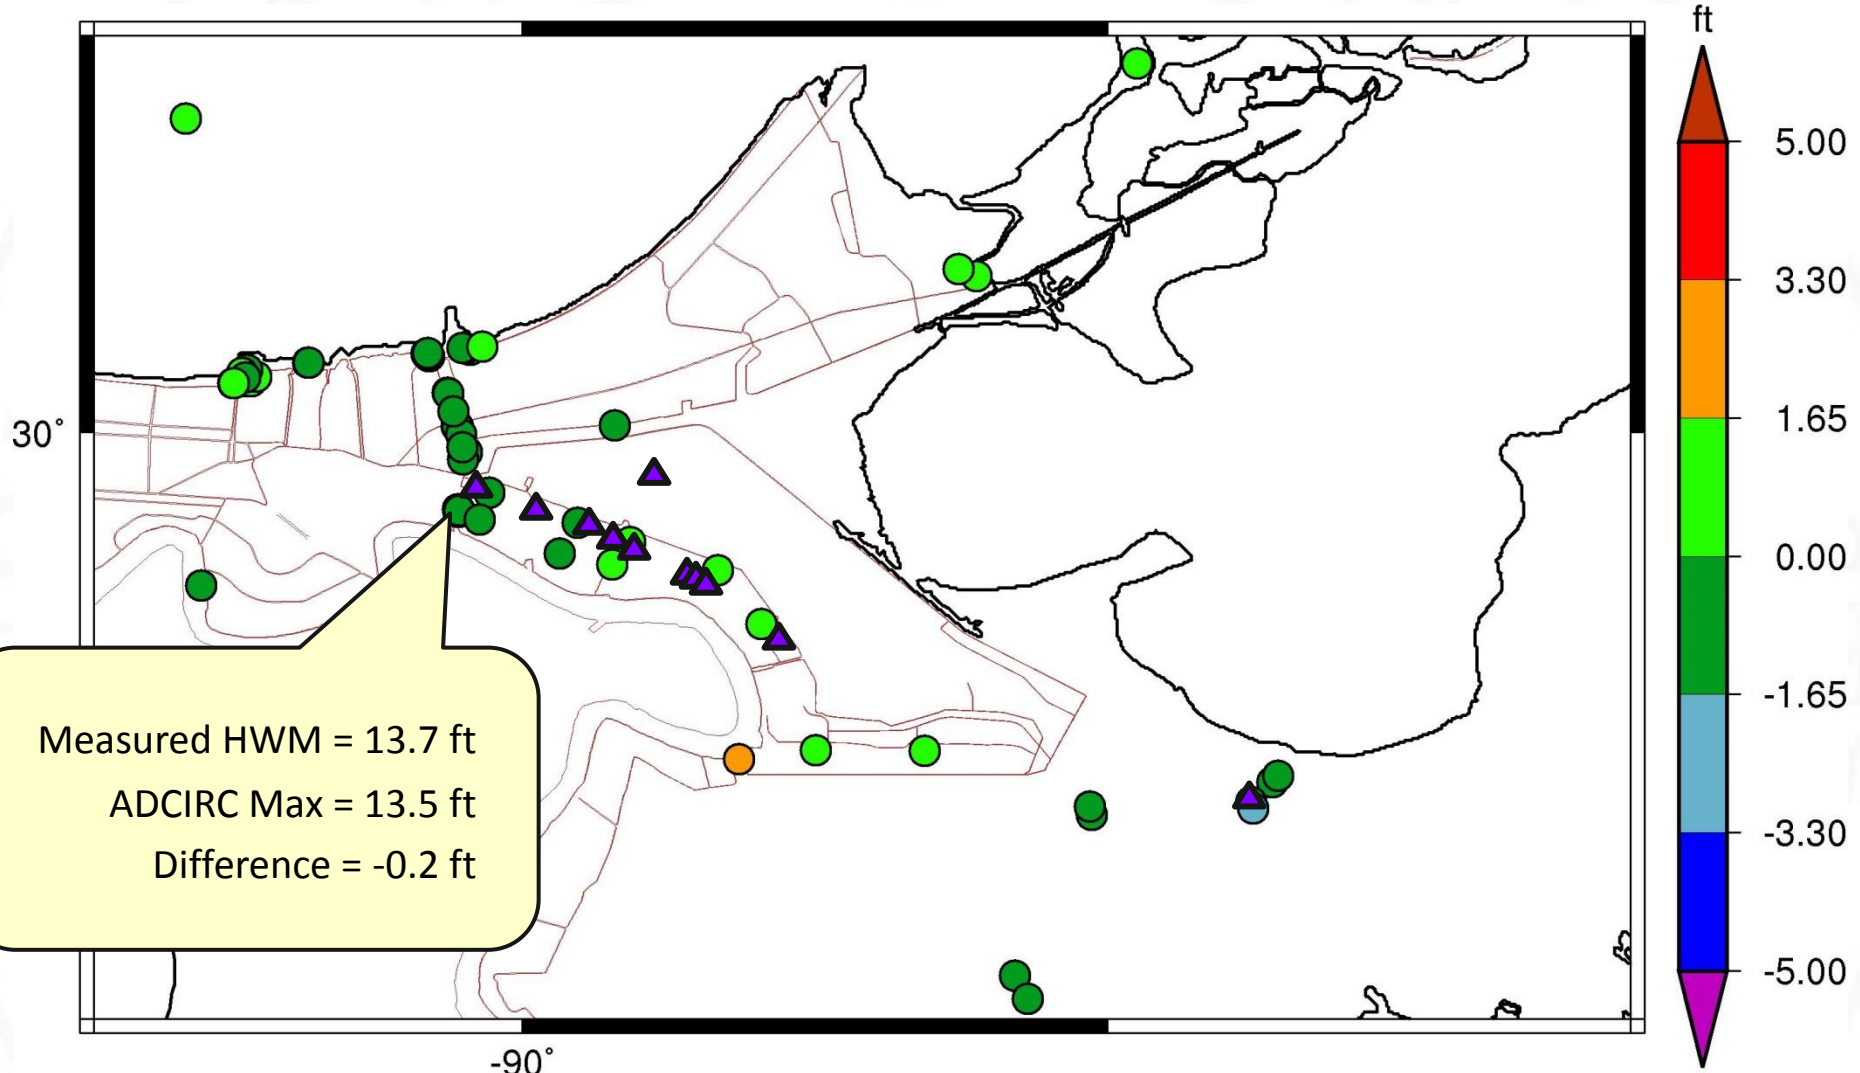 ft
5.00
3.30
1.65
0.00
-1.65
-3.30
-5.00
30°
-90°
Measured HWM = 13.7 ft
ADCIRC Max = 13.5 ft
Difference = -0.2 ft